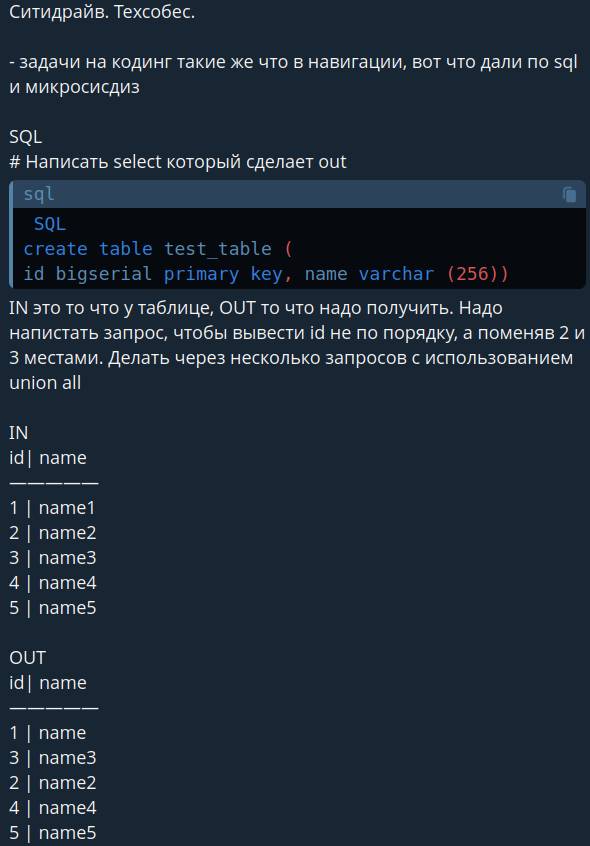 Ситидрайв. Техсобес.
- задачи на кодинг такие же что в навигации, вот что дали по sql
и микросисдиз
SQL
# Написать select который сделает out
sql
SQL
create table test_table (
id bigserial primary key, name varchar (256))
IN это то что у таблице, OUT то что надо получить. Надо
напистать запрос, чтобы вывести id не по порядку, а поменяв 2 и
3 местами. Делать через несколько запросов с использованием
union all
IN
id| name
—————
1 | name1
2 | name2
3 | name3
4 | name4
5 | name5
OUT
id| name
—————
1 | name
3 | name3
2 | name2
4 | name4
5 | name5